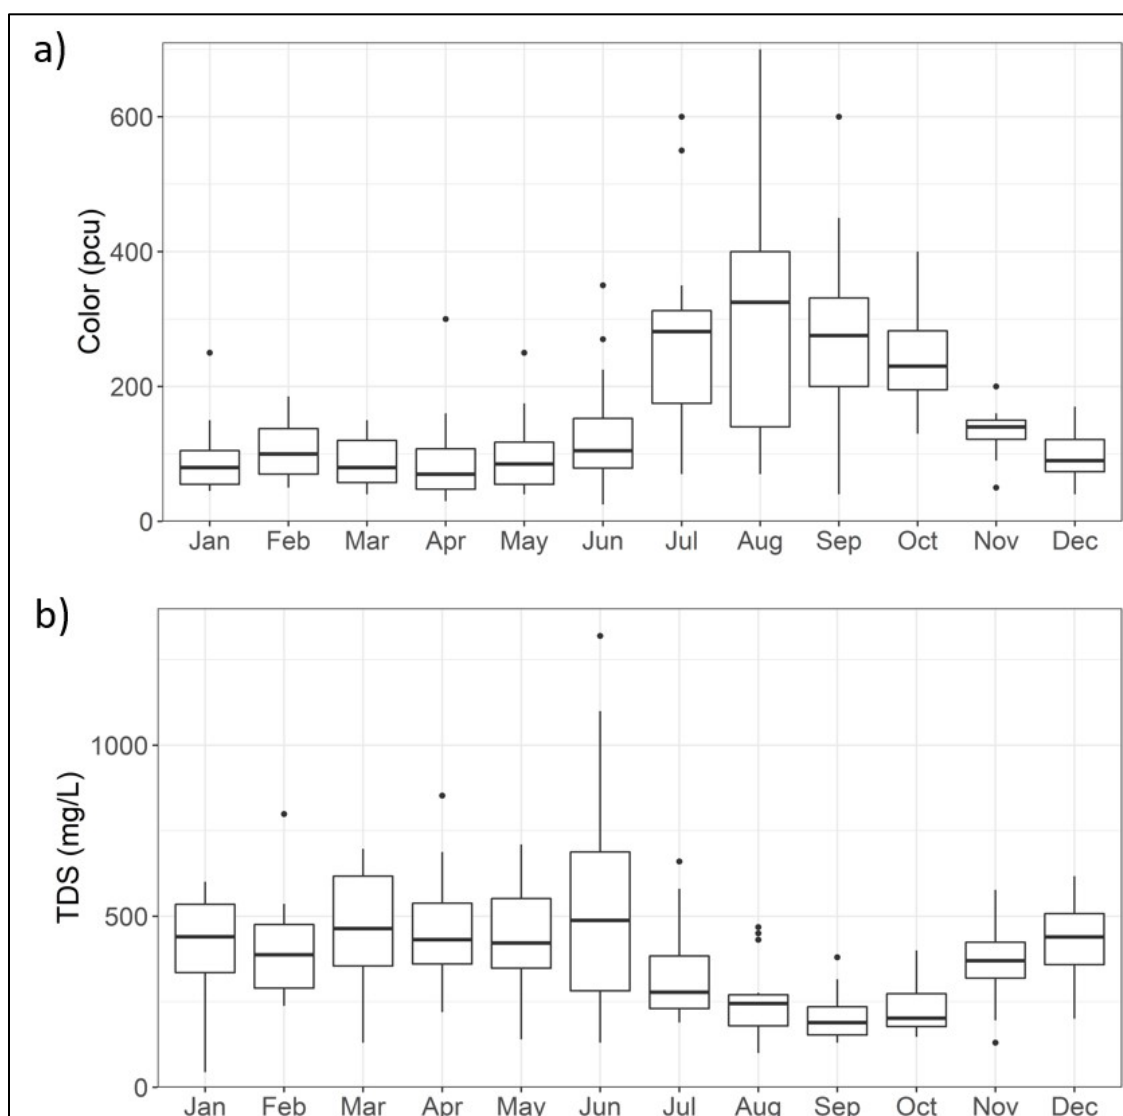 a)
Color (pcu)
600
400
200
0
Jan Feb Mar Apr May Jun Jul Aug Sep Oct Nov Dec
b)
TDS (mg/L)
1000
500
0
Jan Feb Mar Apr May Jun Jul Aug Sep Oct Nov Dec